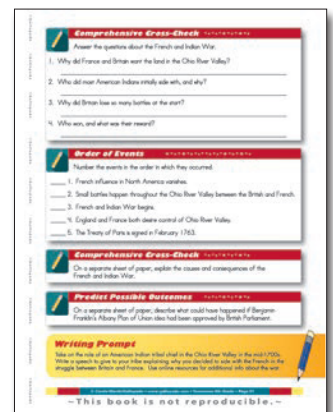 Comprehensive Cross-Check
Answer the questions about the French and Indian War.
1. Why did France and Britain want the land in the Ohio River Valley?
2. Who did most American Indians initially side with, and why?
3. Why did Britain lose so many battles at the start?
4. Who won, and what was their reward?
Order of Events
Number the events in the order in which they occurred.
1. French influence in North America vanishes.
2. Small battles happen throughout the Ohio River Valley between the British and French.
3. French and Indian War begins.
4. England and France both desire control of Ohio River Valley.
5. The Treaty of Paris is signed in February 1763.
Comprehensive Cross-Check
On a separate sheet of paper, explain the causes and consequences of the
French and Indian War.
Predict Possible Outcomes
On a separate sheet of paper, describe what could have happened if Benjamin
Franklin's Albany Plan of Union idea had been approved by British Parliament.
Writing Prompt
Take on the role of an American Indian tribal chief in the Ohio River Valley in the mid-1700s.
Write a speech to give to your tribe explaining why you decided to side with the French in the
struggle between France and Britain. Use online resources for additional info about the war.
~This book is not reproducible.~